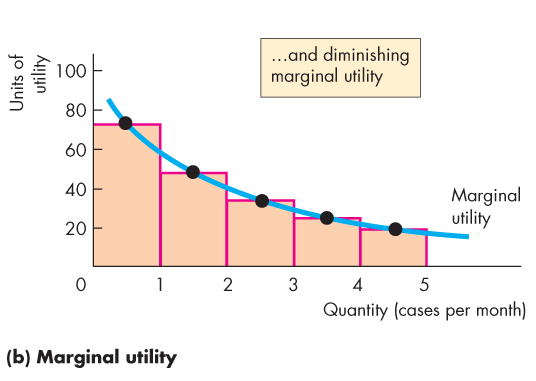 Units of
utility
…and diminishing
marginal utility
100
80
60
40
20
Marginal
utility
0 1 2 3 4 5
Quantity (cases per month)
(b) Marginal utility